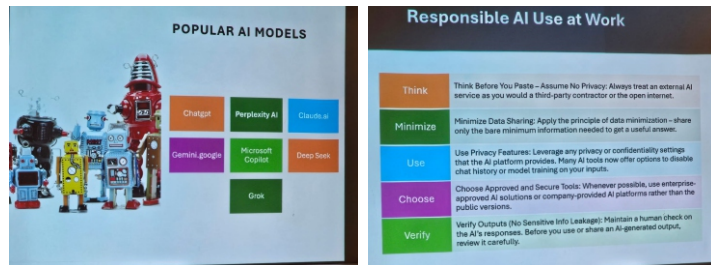 POPULAR AI MODELS
Chatgpt
Perplexity AI
Claude.ai
Gemini.google
Microsoft
Copilot
Deep Seek
Grok
Responsible AI Use at Work
Think
Think Before You Paste – Assume No Privacy: Always treat an external AI
service as you would a third-party contractor or the open internet.
Minimize
Minimize Data Sharing: Apply the principle of data minimization – share
only the bare minimum information needed to get a useful answer.
Use
Use Privacy Features: Leverage any privacy or confidentiality settings
that the AI platform provides. Many AI tools now offer options to disable
chat history or model training on your inputs.
Choose
Choose Approved and Secure Tools: Whenever possible, use enterprise-
approved AI solutions or company-provided AI platforms rather than the
public versions.
Verify
Verify Outputs (No Sensitive Info Leakage): Maintain a human check on
the AI's responses. Before you use or share an AI-generated output,
review it carefully.